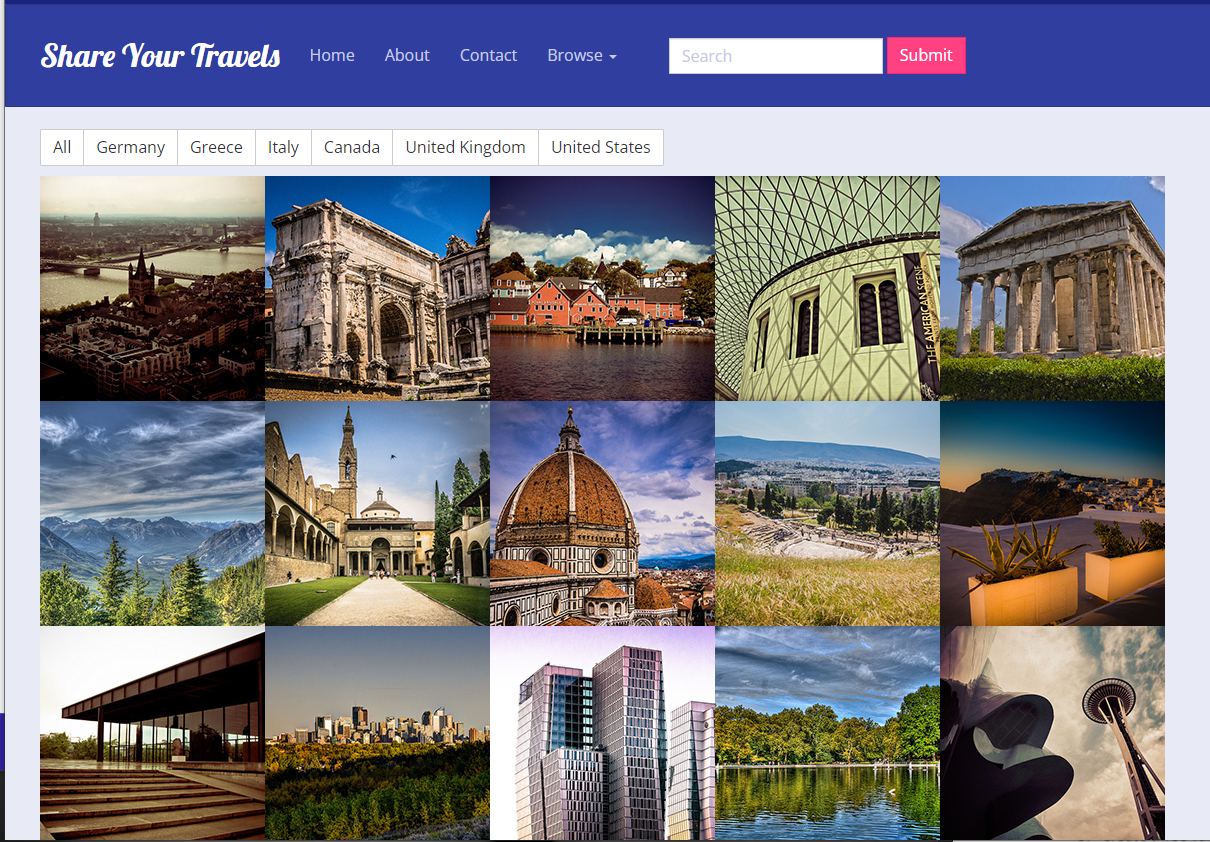 Share Your Travels Home About Contact Browse Search Submit
All Germany Greece Italy Canada United Kingdom United States
THE AMERICAN SCENE